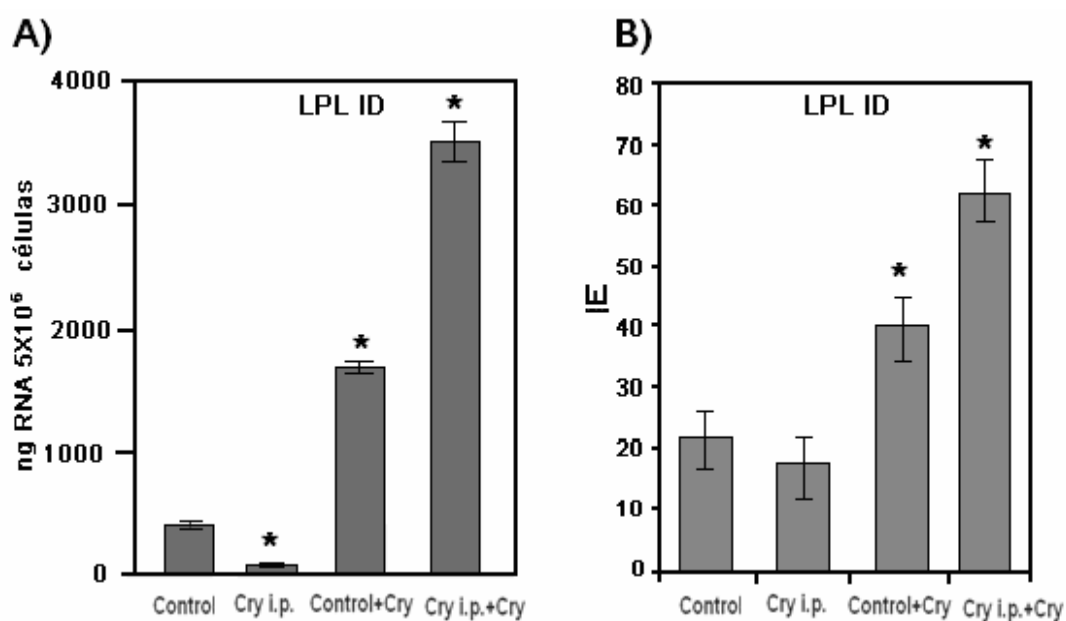 A)
LPL ID
ng RNA 5X10⁶ células
4000
3000
2000
1000
0
*
*
*
Control
Cry i.p.
Control+Cry
Cry i.p.+Cry
B)
LPL ID
IE
80
70
60
50
40
30
20
10
0
*
*
Control
Cry i.p.
Control+Cry
Cry i.p.+Cry